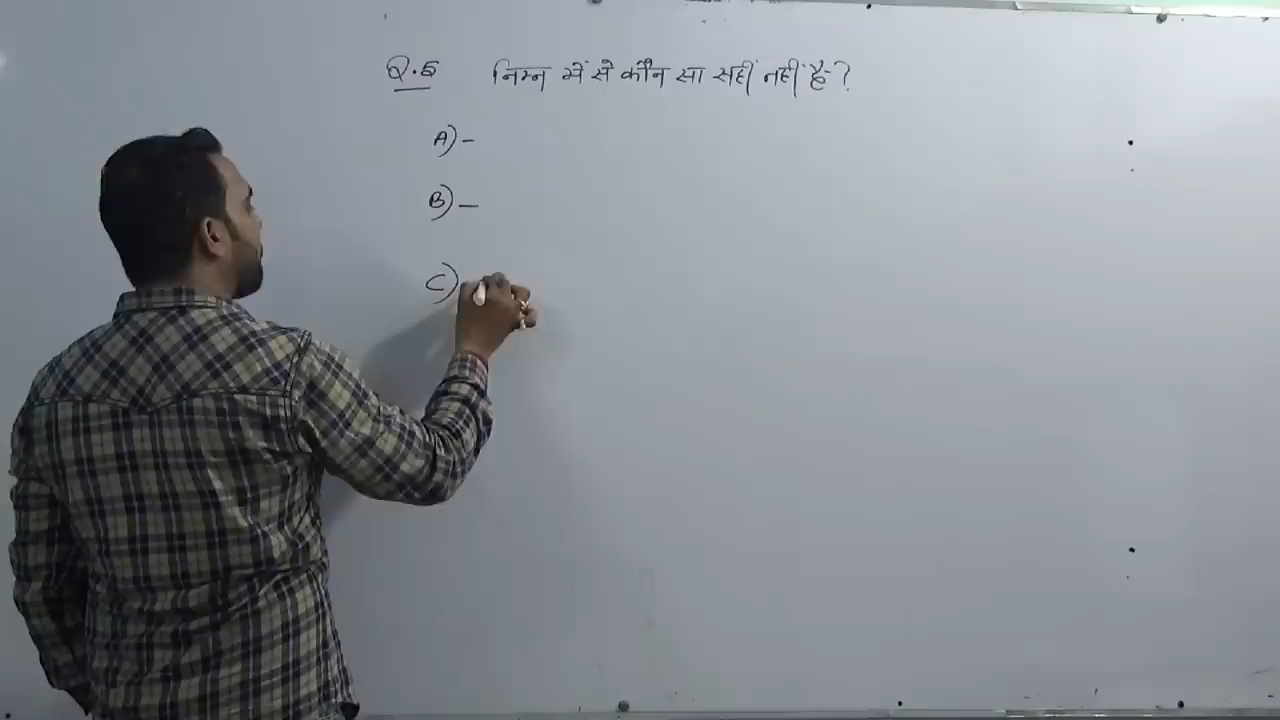 Q.5 निम्न में से कौन सा सहीं नहीं है-?
A) -
B) -
C)